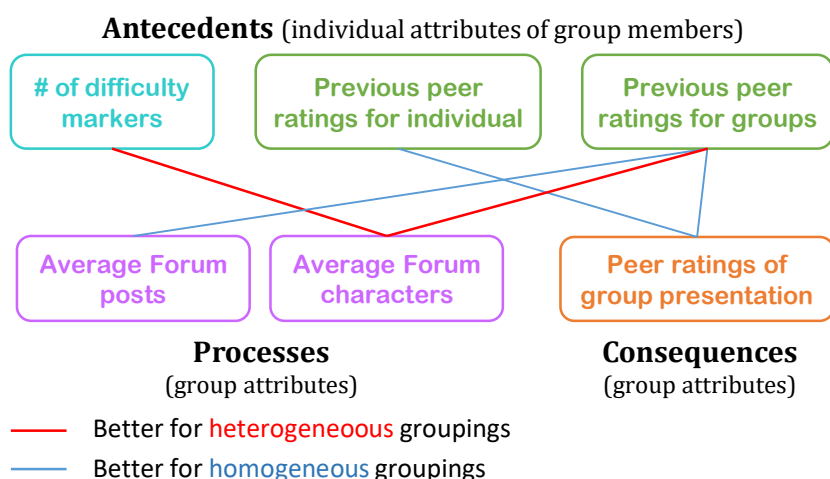 Antecedents (individual attributes of group members)
# of difficulty
markers
Previous peer
ratings for individual
Previous peer
ratings for groups
Average Forum
posts
Average Forum
characters
Peer ratings of
group presentation
Processes
(group attributes)
Consequences
(group attributes)
Better for heterogeneoous groupings
Better for homogeneous groupings